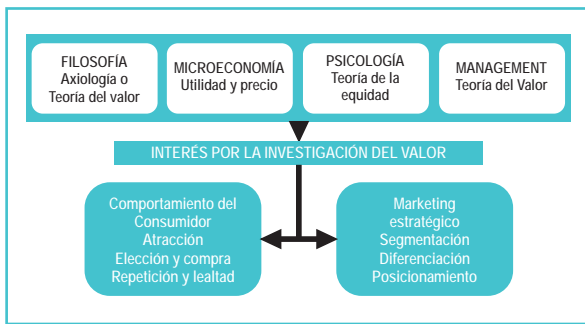 FILOSOFÍA
Axiología o
Teoría del valor
MICROECONOMÍA
Utilidad y precio
PSICOLOGÍA
Teoría de la
equidad
MANAGEMENT
Teoría del Valor
INTERÉS POR LA INVESTIGACIÓN DEL VALOR
Comportamiento del
Consumidor
Atracción
Elección y compra
Repetición y lealtad
Marketing
estratégico
Segmentación
Diferenciación
Posicionamiento